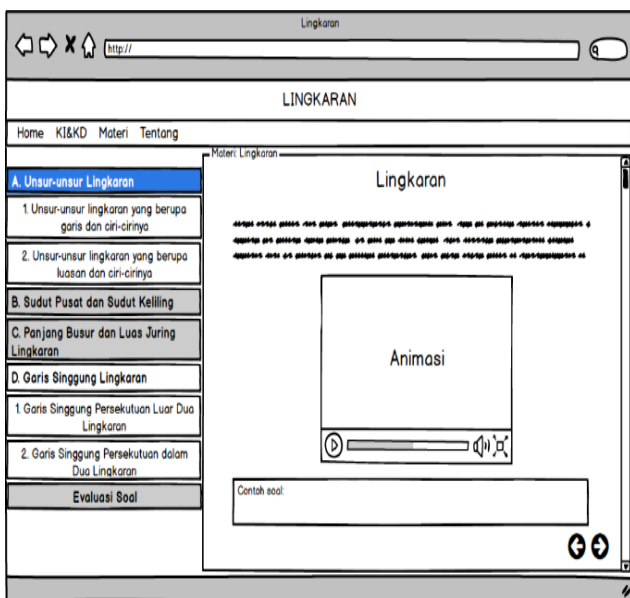 Lingkaran
http://
LINGKARAN
Home KI&KD Materi Tentang
A. Unsur-unsur Lingkaran
1. Unsur-unsur lingkaran yang berupa
garis dan ciri-cirinya
2. Unsur-unsur lingkaran yang berupa
luasan dan ciri-cirinya
B. Sudut Pusat dan Sudut Keliling
C. Panjang Busur dan Luas Juring
Lingkaran
D. Garis Singgung Lingkaran
1. Garis Singgung Persekutuan Luar Dua
Lingkaran
2. Garis Singgung Persekutuan dalam
Dua Lingkaran
Evaluasi Soal
Materi: Lingkaran
Lingkaran
Animasi
Contoh soal: